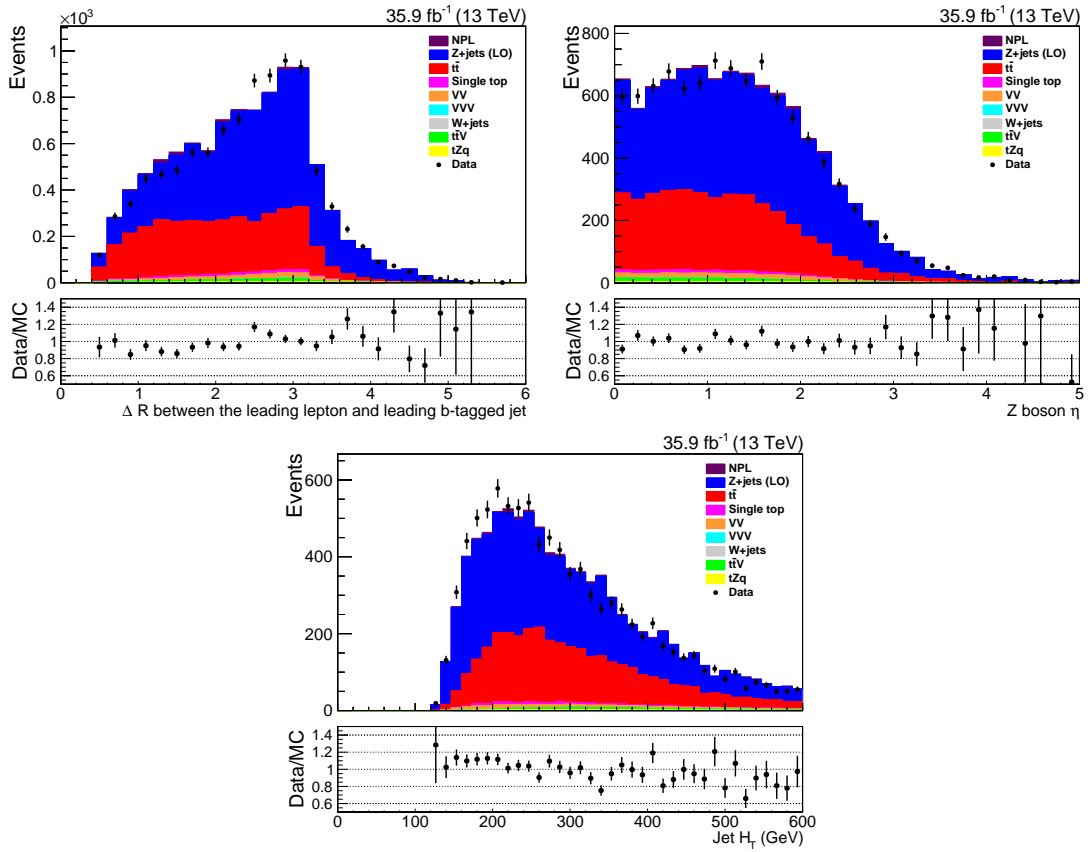 ×10³
35.9 fb⁻¹ (13 TeV)
Events
1
0.8
0.6
0.4
0.2
0
NPL
Z+jets (LO)
tt̄
Single top
VV
VVV
W+jets
tt̄V
tZq
Data
Data/MC
1.4
1.2
1
0.8
0.6
0 1 2 3 4 5 6
Δ R between the leading lepton and leading b-tagged jet
35.9 fb⁻¹ (13 TeV)
Events
800
600
400
200
0
NPL
Z+jets (LO)
tt̄
Single top
VV
VVV
W+jets
tt̄V
tZq
Data
Data/MC
1.4
1.2
1
0.8
0.6
0 1 2 3 4 5
Z boson η
35.9 fb⁻¹ (13 TeV)
Events
600
400
200
0
NPL
Z+jets (LO)
tt̄
Single top
VV
VVV
W+jets
tt̄V
tZq
Data
Data/MC
1.4
1.2
1
0.8
0.6
0 100 200 300 400 500 600
Jet H_T (GeV)